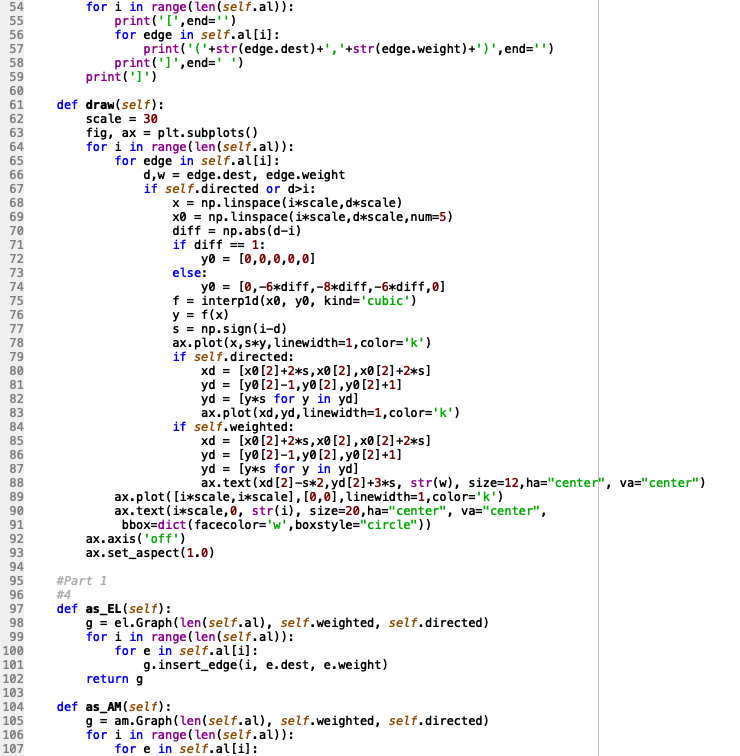 54        for i in range(len(self.al)):
55            print('[',end='')
56            for edge in self.al[i]:
57                print('('+str(edge.dest)+','+str(edge.weight)+')',end='')
58            print(']',end=' ')
59        print(']')
60
61    def draw(self):
62        scale = 30
63        fig, ax = plt.subplots()
64        for i in range(len(self.al)):
65            for edge in self.al[i]:
66                d,w = edge.dest, edge.weight
67                if self.directed or d>i:
68                    x = np.linspace(i*scale,d*scale)
69                    x0 = np.linspace(i*scale,d*scale,num=5)
70                    diff = np.abs(d-i)
71                    if diff == 1:
72                        y0 = [0,0,0,0,0]
73                    else:
74                        y0 = [0,-6*diff,-8*diff,-6*diff,0]
75                    f = interp1d(x0, y0, kind='cubic')
76                    y = f(x)
77                    s = np.sign(i-d)
78                    ax.plot(x,s*y,linewidth=1,color='k')
79                    if self.directed:
80                        xd = [x0[2]+2*s,x0[2],x0[2]+2*s]
81                        yd = [y0[2]-1,y0[2],y0[2]+1]
82                        yd = [y*s for y in yd]
83                        ax.plot(xd,yd,linewidth=1,color='k')
84                    if self.weighted:
85                        xd = [x0[2]+2*s,x0[2],x0[2]+2*s]
86                        yd = [y0[2]-1,y0[2],y0[2]+1]
87                        yd = [y*s for y in yd]
88                        ax.text(xd[2]-s*2,yd[2]+3*s, str(w), size=12,ha="center", va="center")
89            ax.plot([i*scale,i*scale],[0,0],linewidth=1,color='k')
90            ax.text(i*scale,0, str(i), size=20,ha="center", va="center",
91             bbox=dict(facecolor='w',boxstyle="circle"))
92        ax.axis('off')
93        ax.set_aspect(1.0)
94
95    #Part 1
96    #4
97    def as_EL(self):
98        g = el.Graph(len(self.al), self.weighted, self.directed)
99        for i in range(len(self.al)):
100            for e in self.al[i]:
101                g.insert_edge(i, e.dest, e.weight)
102        return g
103
104    def as_AM(self):
105        g = am.Graph(len(self.al), self.weighted, self.directed)
106        for i in range(len(self.al)):
107            for e in self.al[i]: